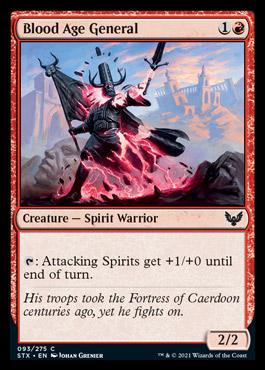 Blood Age General 1
Creature — Spirit Warrior
: Attacking Spirits get +1/+0 until
end of turn.
His troops took the Fortress of Caerdoon
centuries ago, yet he fights on.
2/2
093/275 C
STX • EN Johan Grenier
™ & © 2021 Wizards of the Coast